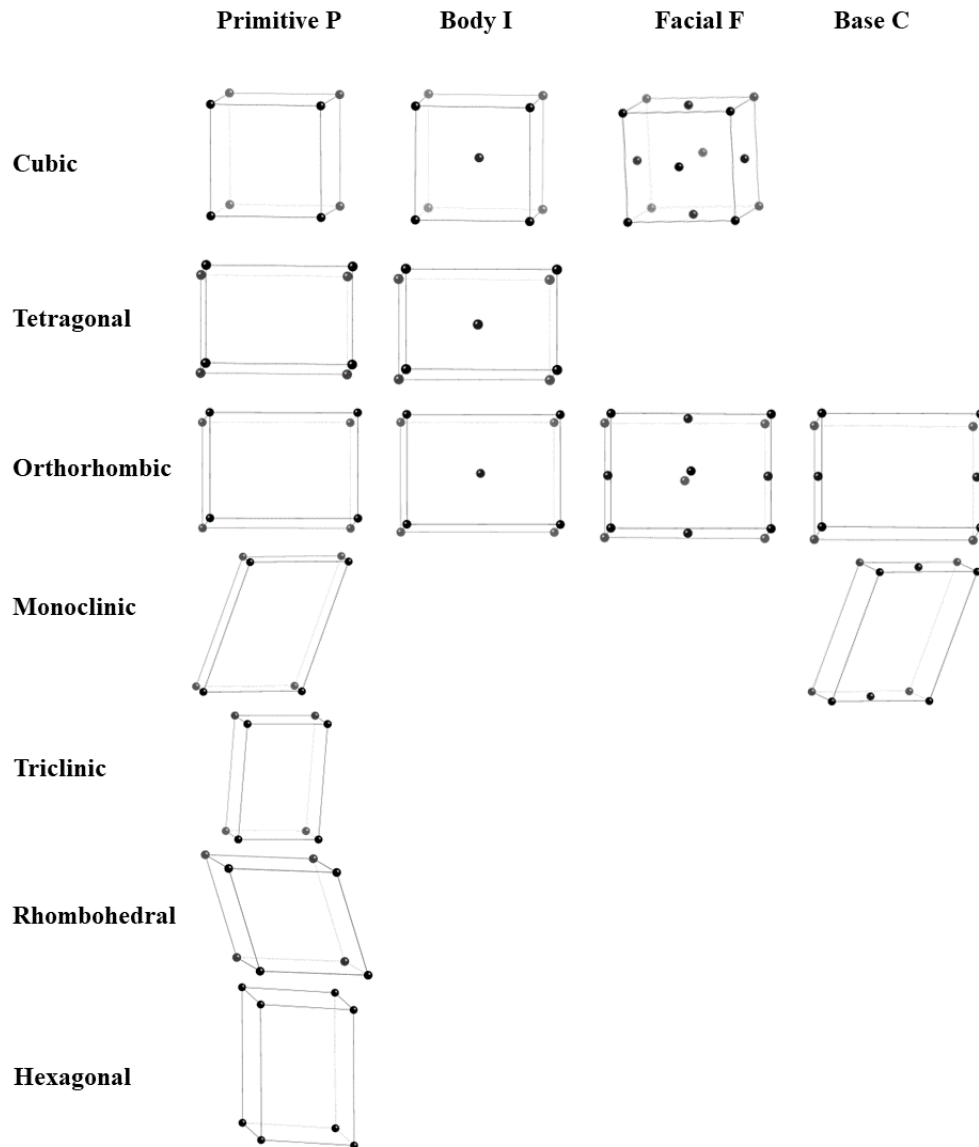 Primitive P Body I Facial F Base C
Cubic
Tetragonal
Orthorhombic
Monoclinic
Triclinic
Rhombohedral
Hexagonal